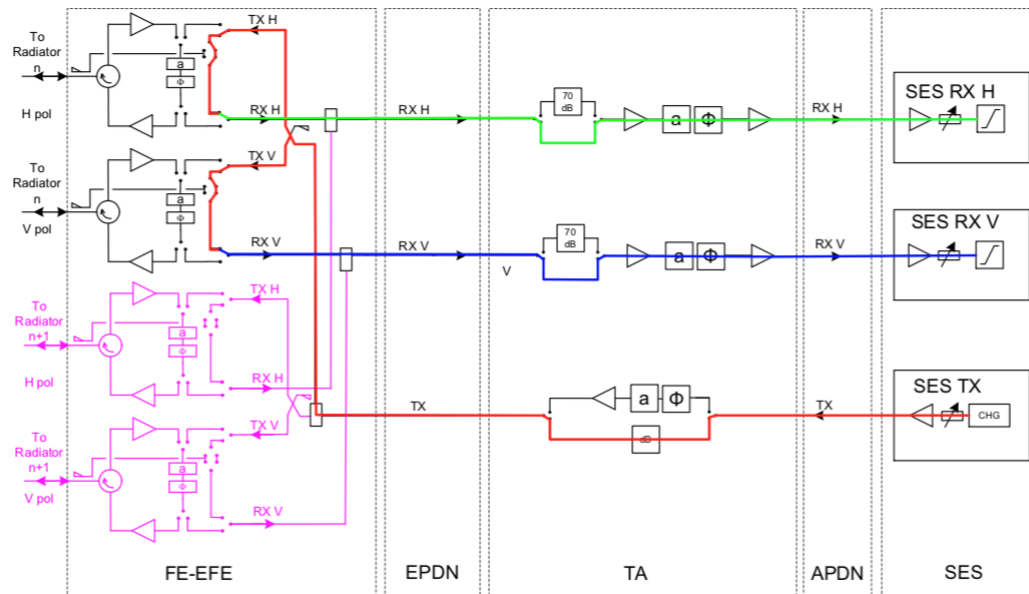 TX H
To
Radiator
n
a
Φ
H pol
RX H
RX H
70
dB
a
Φ
RX H
SES RX H
TX V
To
Radiator
n
a
Φ
V pol
RX V
RX V
V
70
dB
a
Φ
RX V
SES RX V
TX H
To
Radiator
n+1
a
Φ
H pol
RX H
TX
a
Φ
dB
TX
SES TX
CHG
TX V
To
Radiator
n+1
a
Φ
V pol
RX V
FE-EFE
EPDN
TA
APDN
SES